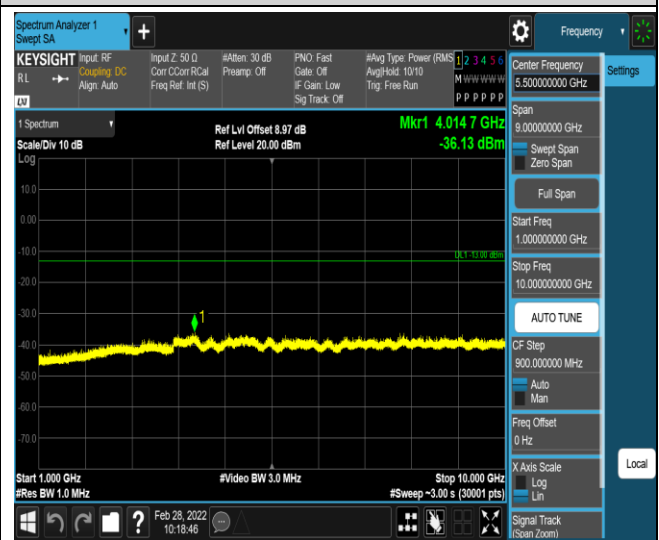 Spectrum Analyzer 1
Swept SA
Frequency
KEYSIGHT
RL
Input: RF
Coupling: DC
Align: Auto
Input Z: 50 Ω
Corr CCorr RCal
Freq Ref: Int (S)
#Atten: 30 dB
Preamp: Off
PNO: Fast
Gate: Off
IF Gain: Low
Sig Track: Off
#Avg Type: Power (RMS
Avg|Hold: 10/10
Trig: Free Run
1 2 3 4 5 6
M W W W W W
P P P P P P
Center Frequency
5.500000000 GHz
Settings
1 Spectrum
Scale/Div 10 dB
Log
Ref Lvl Offset 8.97 dB
Ref Level 20.00 dBm
Mkr1 4.014 7 GHz
-36.13 dBm
Span
9.00000000 GHz
Swept Span
Zero Span
Full Span
Start Freq
1.000000000 GHz
Stop Freq
10.000000000 GHz
AUTO TUNE
CF Step
900.000000 MHz
Auto
Man
Freq Offset
0 Hz
X Axis Scale
Log
Lin
Local
Signal Track
(Span Zoom)
10.0
0.00
-10.0
DL1 -13.00 dBm
-20.0
-30.0
1
-40.0
-50.0
-60.0
-70.0
Start 1.000 GHz
#Video BW 3.0 MHz
Stop 10.000 GHz
#Res BW 1.0 MHz
#Sweep ~3.00 s (30001 pts)
?
Feb 28, 2022
10:18:46